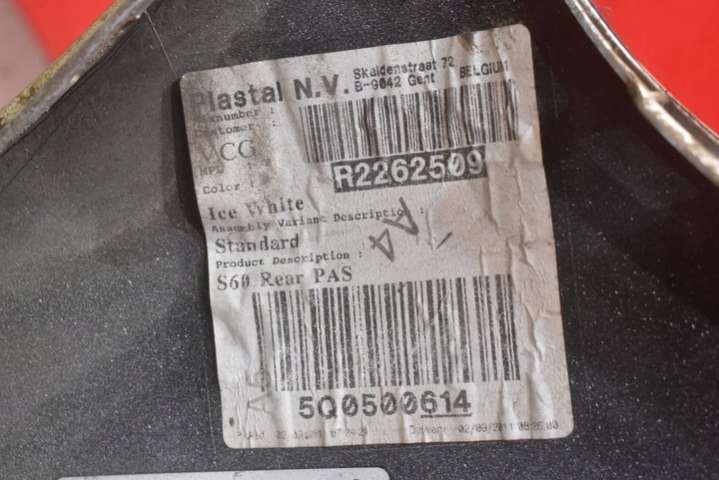 Plastal N.V. Skaldenstraat 72
B-9042 Gent BELGIUM
Customer :
VCG
R2262509
Color :
Ice White
Assembly Variant Description :
Standard
Product Description :
S60 Rear PAS
5Q0500614